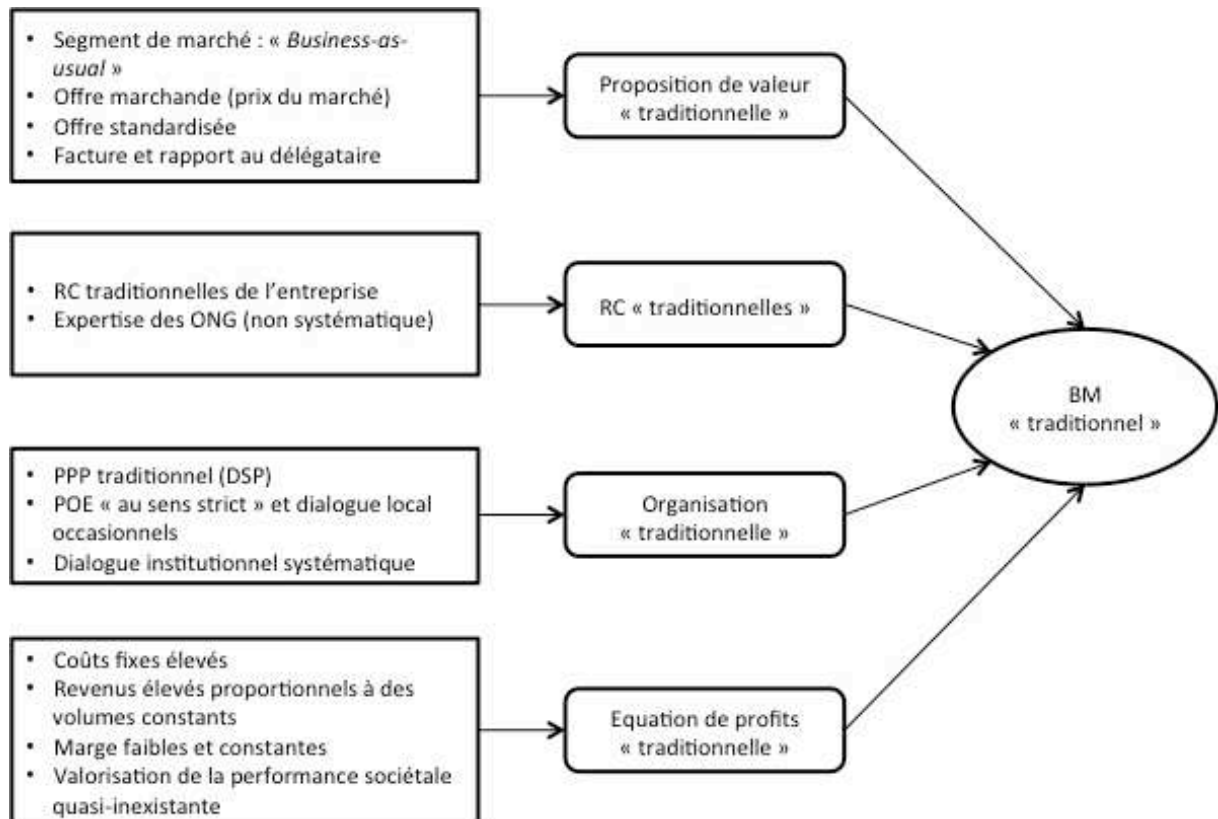 • Segment de marché : « Business-as-
usual »
• Offre marchande (prix du marché)
• Offre standardisée
• Facture et rapport au délégataire
Proposition de valeur
« traditionnelle »
• RC traditionnelles de l’entreprise
• Expertise des ONG (non systématique)
RC « traditionnelles »
BM
« traditionnel »
• PPP traditionnel (DSP)
• POE « au sens strict » et dialogue local
occasionnels
• Dialogue institutionnel systématique
Organisation
« traditionnelle »
• Coûts fixes élevés
• Revenus élevés proportionnels à des
volumes constants
• Marge faibles et constantes
• Valorisation de la performance sociétale
quasi-inexistante
Equation de profits
« traditionnelle »